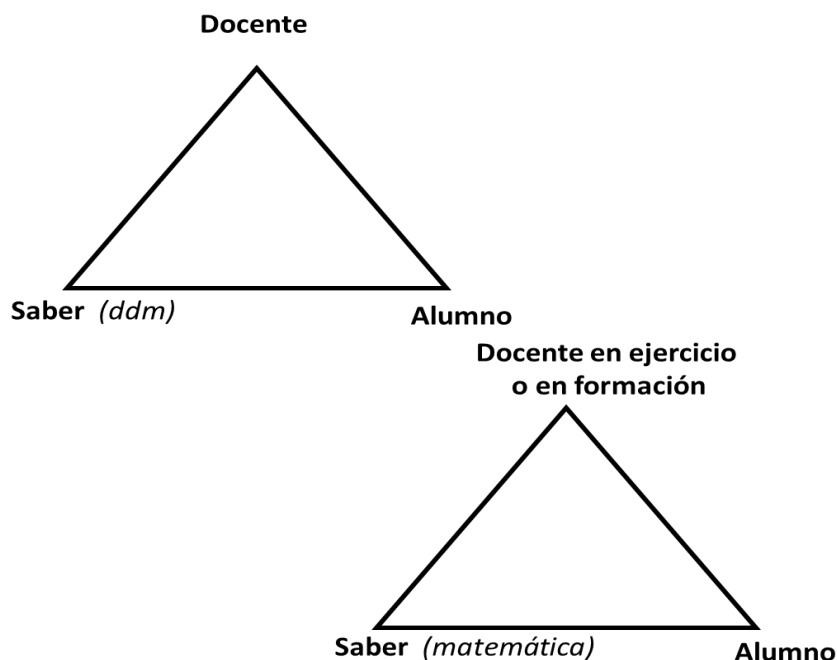 Docente
Saber (ddm)
Alumno
Docente en ejercicio
o en formación
Saber (matemática)
Alumno